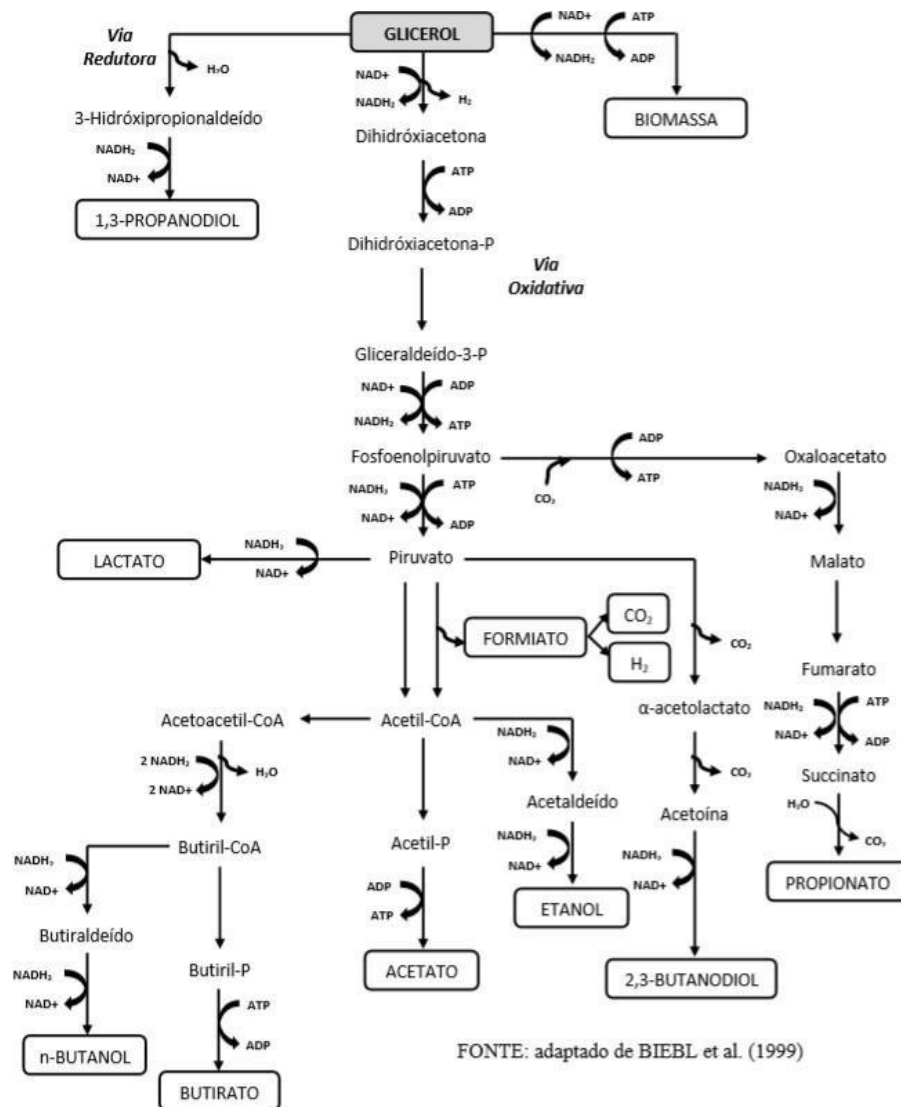 GLICEROL
Via
Redutora
H₂O
3-Hidróxipropionaldeído
NADH₂
NAD+
1,3-PROPANODIOL
NAD+
NADH₂
H₂
NAD+
NADH₂
ATP
ADP
BIOMASSA
Dihidróxiacetona
ATP
ADP
Dihidróxiacetona-P
Via
Oxidativa
Gliceraldeído-3-P
NAD+
NADH₂
ADP
ATP
Fosfoenolpiruvato
CO₂
ADP
ATP
Oxaloacetato
NADH₂
NAD+
ATP
ADP
NADH₂
NAD+
LACTATO
NADH₂
NAD+
Piruvato
Malato
FORMIATO
CO₂
H₂
CO₂
Fumarato
Acetoacetil-CoA
Acetil-CoA
α-acetolactato
NADH₂
NAD+
ATP
ADP
2 NADH₂
2 NAD+
H₂O
NADH₂
NAD+
CO₂
Succinato
Acetaldeído
Acetoína
H₂O
CO₂
Butiril-CoA
Acetil-P
NADH₂
NAD+
NADH₂
NAD+
PROPIONATO
NADH₂
NAD+
ADP
ATP
ETANOL
Butiraldeído
Butiril-P
ACETATO
2,3-BUTANODIOL
NADH₂
NAD+
ATP
ADP
n-BUTANOL
BUTIRATO
FONTE: adaptado de BIEBL et al. (1999)